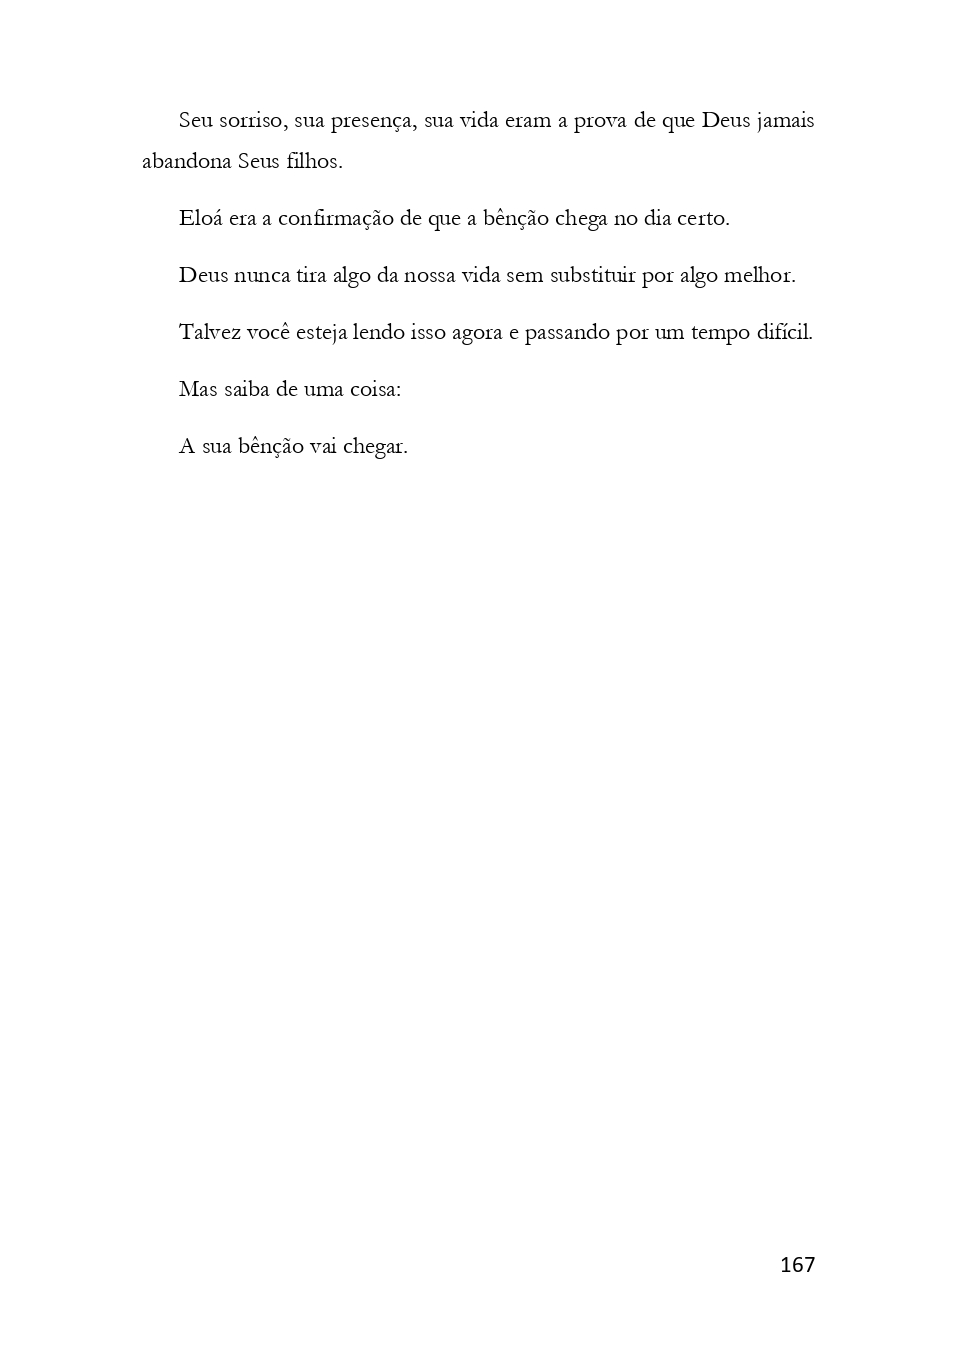 Seu sorriso, sua presença, sua vida eram a prova de que Deus jamais
abandona Seus filhos.
Eloá era a confirmação de que a bênção chega no dia certo.
Deus nunca tira algo da nossa vida sem substituir por algo melhor.
Talvez você esteja lendo isso agora e passando por um tempo difícil.
Mas saiba de uma coisa:
A sua bênção vai chegar.
167